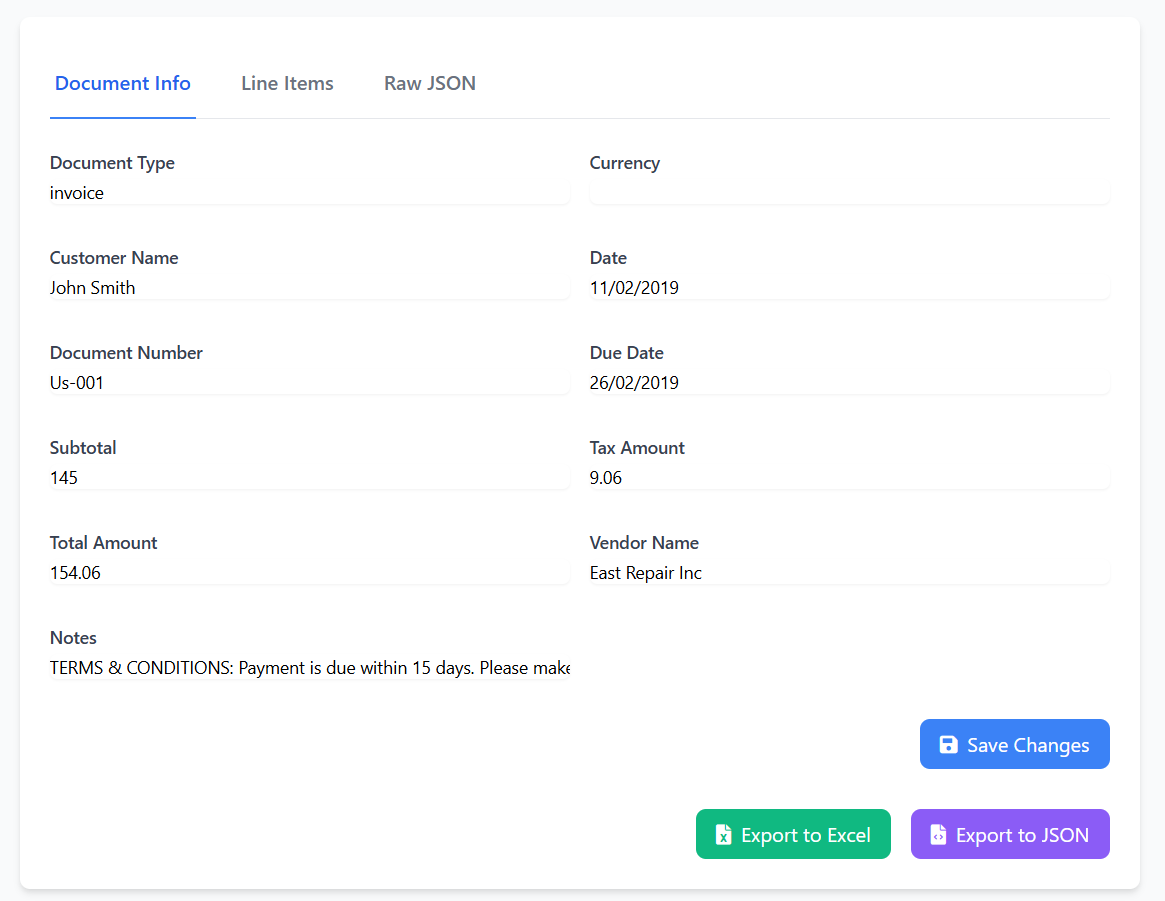 Document Info Line Items Raw JSON
Document Type Currency
invoice
Customer Name Date
John Smith 11/02/2019
Document Number Due Date
Us-001 26/02/2019
Subtotal Tax Amount
145 9.06
Total Amount Vendor Name
154.06 East Repair Inc
Notes
TERMS & CONDITIONS: Payment is due within 15 days. Please make
Save Changes
Export to Excel Export to JSON